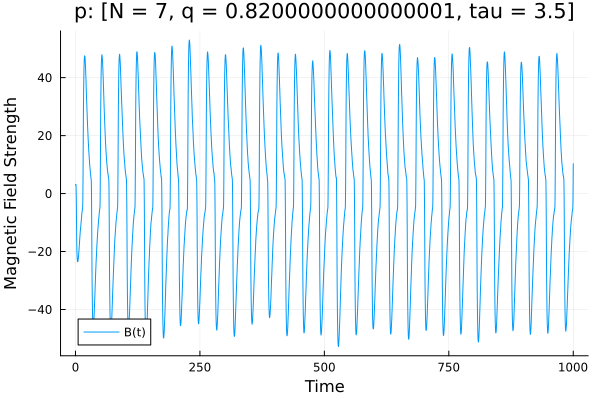 p: [N = 7, q = 0.8200000000000001, tau = 3.5]
Magnetic Field Strength
40
20
0
−20
−40
B(t)
0
250
500
750
1000
Time